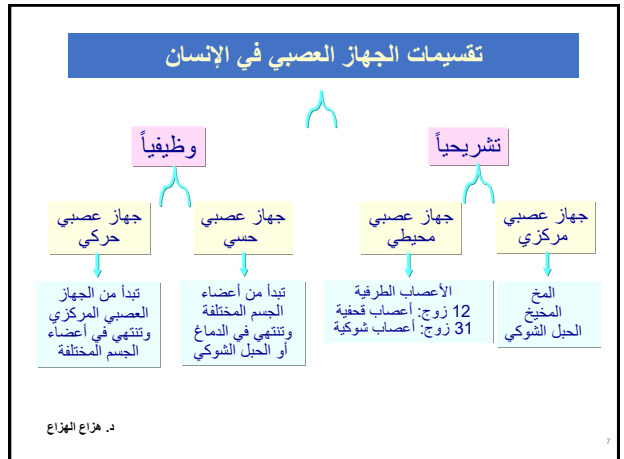 تقسيمات الجهاز العصبي في الإنسان
تشريحياً
وظيفياً
جهاز عصبي
مركزي
جهاز عصبي
محيطي
جهاز عصبي
حسي
جهاز عصبي
حركي
المخ
المخيخ
الحبل الشوكي
الأعصاب الطرفية
12 زوج: أعصاب قحفية
31 زوج: أعصاب شوكية
تبدأ من أعضاء
الجسم المختلفة
وتنتهي في الدماغ
أو الحبل الشوكي
تبدأ من الجهاز
العصبي المركزي
وتنتهي في أعضاء
الجسم المختلفة
د. هزاع الهزاع
7